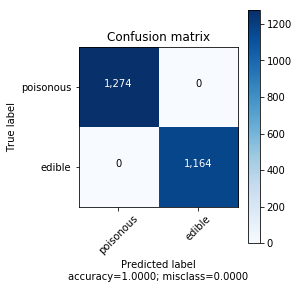 Confusion matrix
True label
poisonous
edible
1,274
0
0
1,164
poisonous
edible
Predicted label
accuracy=1.0000; misclass=0.0000
1200
1000
800
600
400
200
0